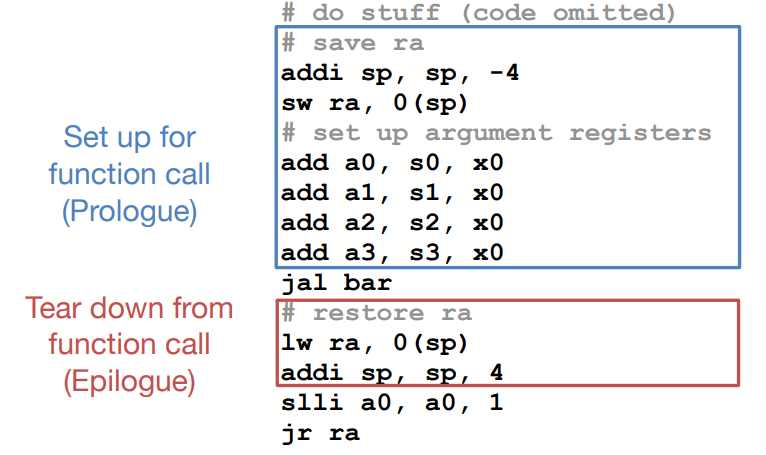 # do stuff (code omitted)
# save ra
addi sp, sp, -4
sw ra, 0(sp)
# set up argument registers
add a0, s0, x0
add a1, s1, x0
add a2, s2, x0
add a3, s3, x0
jal bar
# restore ra
lw ra, 0(sp)
addi sp, sp, 4
slli a0, a0, 1
jr ra
Set up for
function call
(Prologue)
Tear down from
function call
(Epilogue)